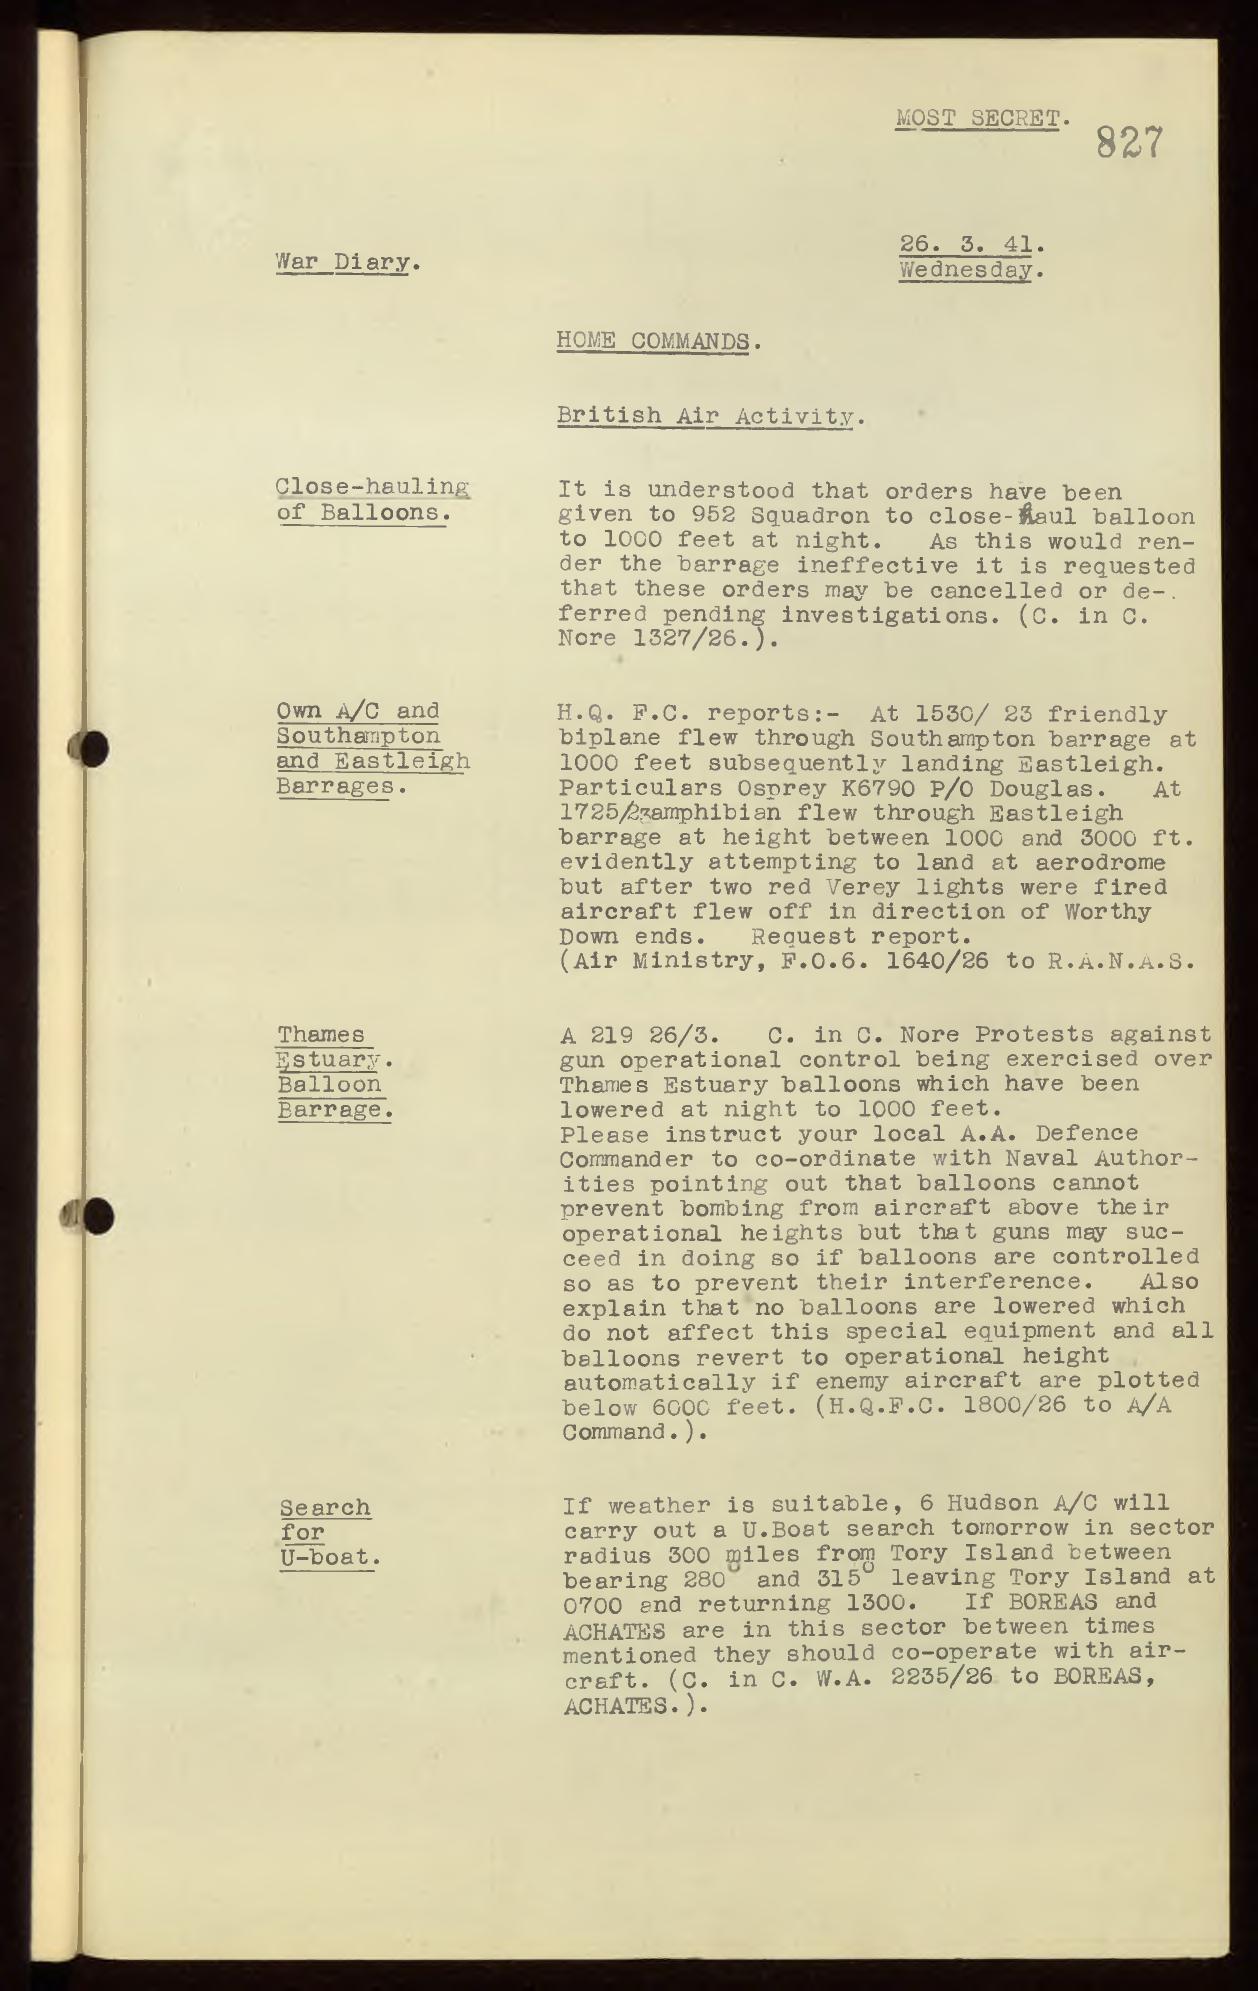 MOST SECRET.
827
26. 3. 41.
War Diary.
Wednesday.
HOME COMMANDS.
British Air Activity.
Close-hauling
of Balloons.
It is understood that orders have been
given to 952 Squadron to close-haul balloon
to 1000 feet at night. As this would ren-
der the barrage ineffective it is requested
that these orders may be cancelled or de-.
ferred pending investigations. (C. in C.
Nore 1327/26.).
Own A/C and
Southampton
and Eastleigh
Barrages.
H.Q. F.C. reports:- At 1530/ 23 friendly
biplane flew through Southampton barrage at
1000 feet subsequently landing Eastleigh.
Particulars Osprey K6790 P/O Douglas. At
1725/23amphibian flew through Eastleigh
barrage at height between 1000 and 3000 ft.
evidently attempting to land at aerodrome
but after two red Verey lights were fired
aircraft flew off in direction of Worthy
Down ends. Request report.
(Air Ministry, F.O.6. 1640/26 to R.A.N.A.S.
Thames
Estuary.
Balloon
Barrage.
A 219 26/3. C. in C. Nore Protests against
gun operational control being exercised over
Thames Estuary balloons which have been
lowered at night to 1000 feet.
Please instruct your local A.A. Defence
Commander to co-ordinate with Naval Author-
ities pointing out that balloons cannot
prevent bombing from aircraft above their
operational heights but that guns may suc-
ceed in doing so if balloons are controlled
so as to prevent their interference. Also
explain that no balloons are lowered which
do not affect this special equipment and all
balloons revert to operational height
automatically if enemy aircraft are plotted
below 6000 feet. (H.Q.F.C. 1800/26 to A/A
Command.).
Search
for
U-boat.
If weather is suitable, 6 Hudson A/C will
carry out a U.Boat search tomorrow in sector
radius 300 miles from Tory Island between
bearing 280° and 315° leaving Tory Island at
0700 and returning 1300. If BOREAS and
ACHATES are in this sector between times
mentioned they should co-operate with air-
craft. (C. in C. W.A. 2235/26 to BOREAS,
ACHATES.).